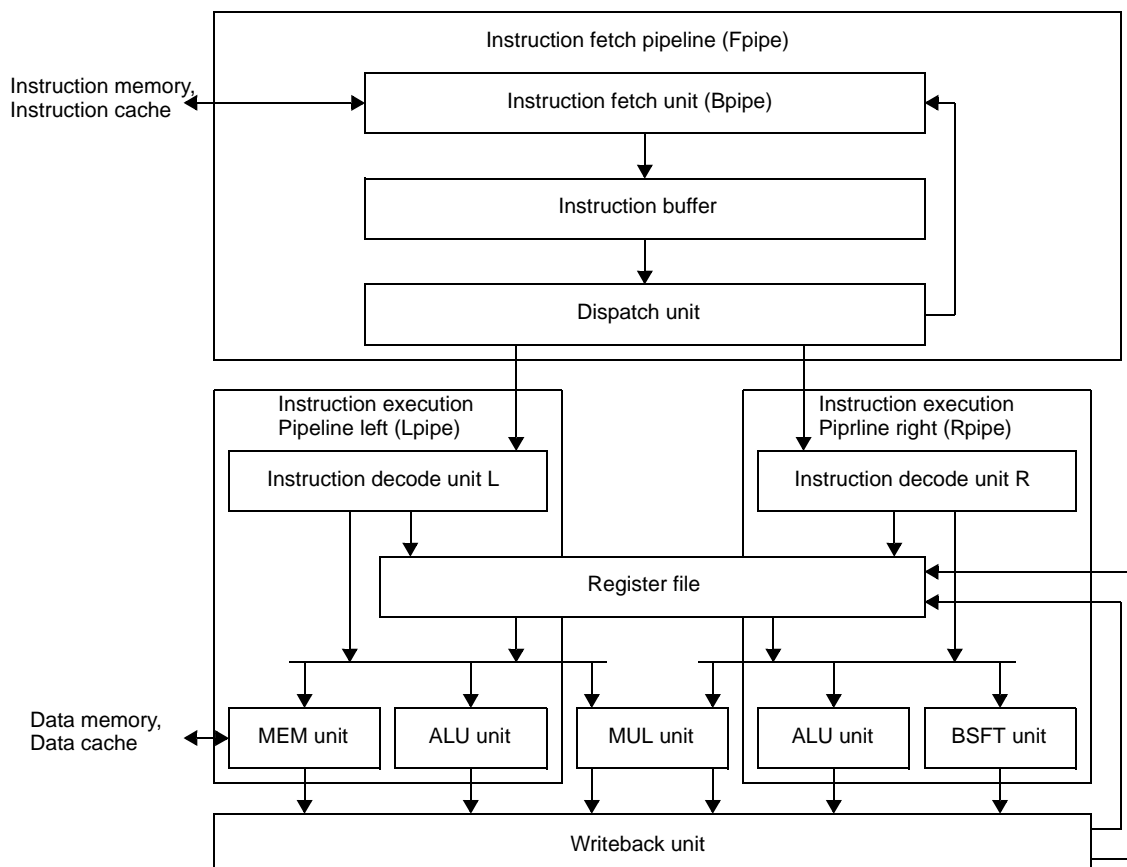 Instruction fetch pipeline (Fpipe)
Instruction memory,
Instruction cache
Instruction fetch unit (Bpipe)
Instruction buffer
Dispatch unit
Instruction execution
Pipeline left (Lpipe)
Instruction execution
Piprline right (Rpipe)
Instruction decode unit L
Instruction decode unit R
Register file
Data memory,
Data cache
MEM unit
ALU unit
MUL unit
ALU unit
BSFT unit
Writeback unit